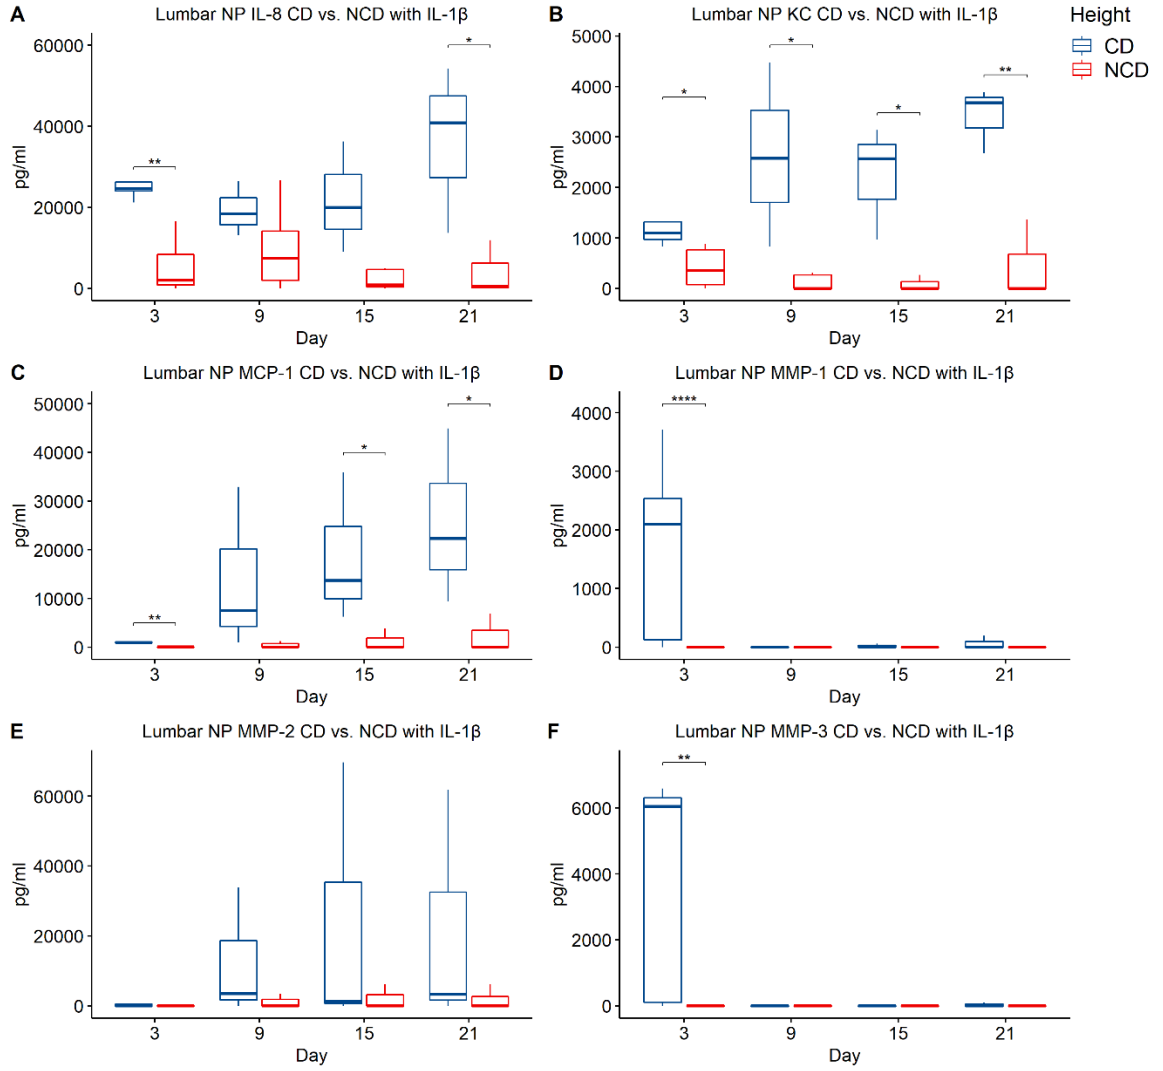 A
Lumbar NP IL-8 CD vs. NCD with IL-1β
60000
40000
20000
0
pg/ml
**
*
3 9 15 21
Day
B
Lumbar NP KC CD vs. NCD with IL-1β
5000
4000
3000
2000
1000
0
pg/ml
*
*
*
**
3 9 15 21
Day
Height
CD
NCD
C
Lumbar NP MCP-1 CD vs. NCD with IL-1β
50000
40000
30000
20000
10000
0
pg/ml
**
*
*
3 9 15 21
Day
D
Lumbar NP MMP-1 CD vs. NCD with IL-1β
4000
3000
2000
1000
0
pg/ml
****
3 9 15 21
Day
E
Lumbar NP MMP-2 CD vs. NCD with IL-1β
60000
40000
20000
0
pg/ml
3 9 15 21
Day
F
Lumbar NP MMP-3 CD vs. NCD with IL-1β
6000
4000
2000
0
pg/ml
**
3 9 15 21
Day